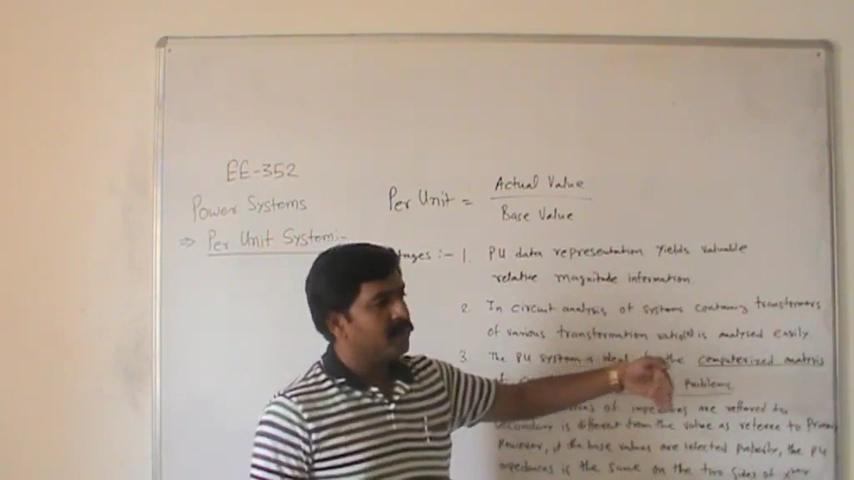 EE-352
Power Systems
⇒ Per Unit System:-
Per Unit = Actual Value
Base Value
tages :- 1. PU data representation Yields valuable
relative magnitude information.
2. In circuit analysis of systems containing transformers
of various transformation ratio(s) is analysed easily
3. The PU system is ideal the computerized analysis
Problems
of are reffered to
Secondary is different from the value as referee to Primary
However, if the base values are selected the PU
impedances is the same on the two sides of